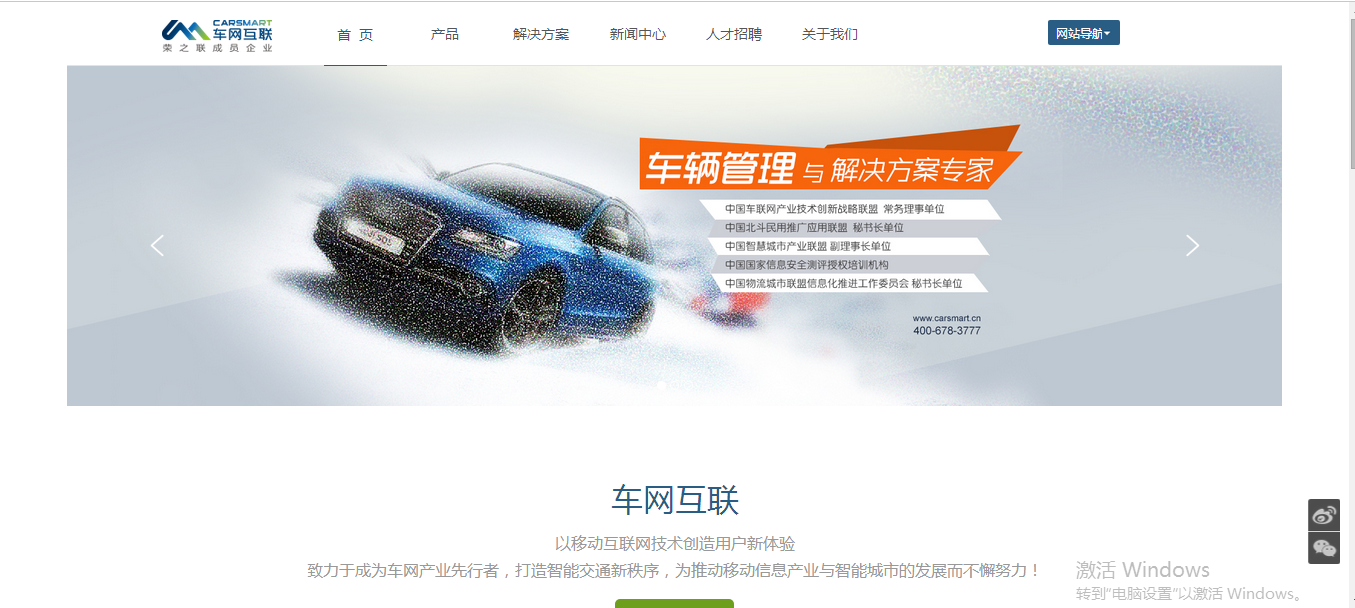 CARSMART
车网互联
荣之联成员企业
首 页 产品 解决方案 新闻中心 人才招聘 关于我们 网站导航
车辆管理 与 解决方案专家
中国车联网产业技术创新战略联盟 常务理事单位
中国北斗民用推广应用联盟 秘书长单位
中国智慧城市产业联盟 副理事长单位
中国国家信息安全测评授权培训机构
中国物流城市联盟信息化推进工作委员会 秘书长单位
www.carsmart.cn
400-678-3777
车网互联
以移动互联网技术创造用户新体验
致力于成为车网产业先行者，打造智能交通新秩序，为推动移动信息产业与智能城市的发展而不懈努力！
激活 Windows
转到“电脑设置”以激活 Windows。